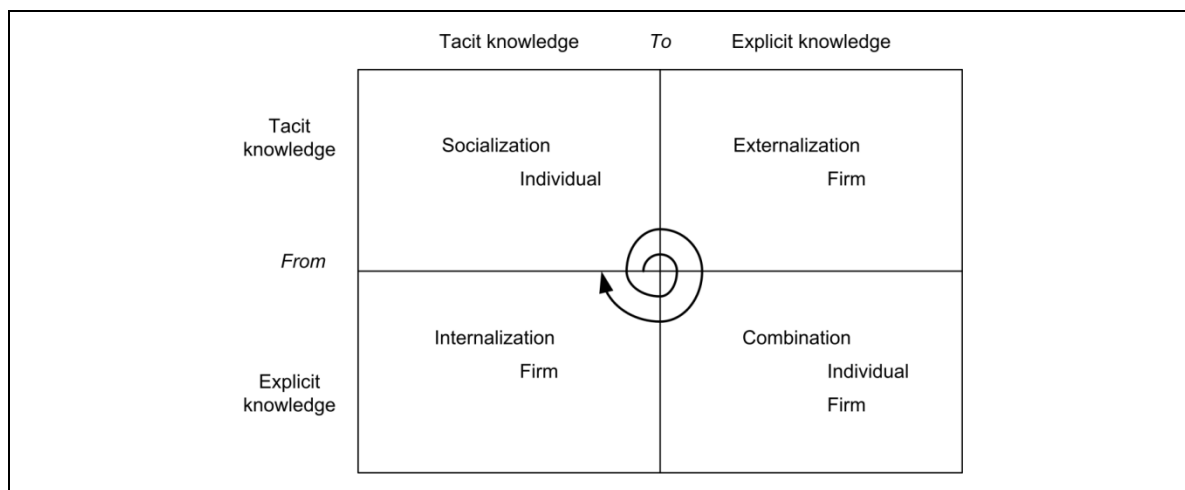 Tacit knowledge To Explicit knowledge
Tacit
knowledge
Socialization
Individual
Externalization
Firm
From
Explicit
knowledge
Internalization
Firm
Combination
Individual
Firm